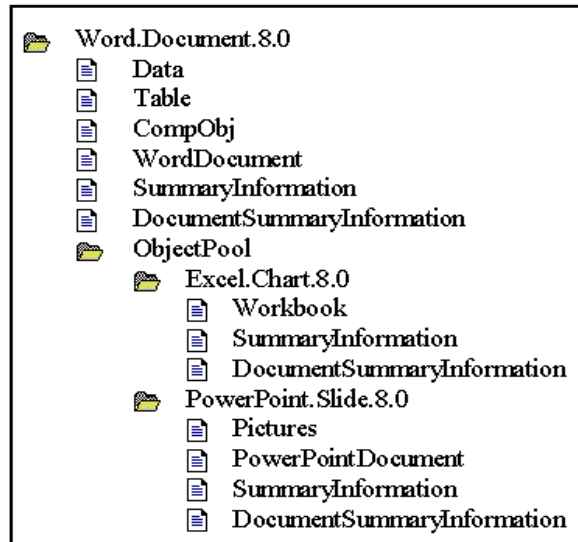 Word.Document.8.0
Data
Table
CompObj
WordDocument
SummaryInformation
DocumentSummaryInformation
ObjectPool
Excel.Chart.8.0
Workbook
SummaryInformation
DocumentSummaryInformation
PowerPoint.Slide.8.0
Pictures
PowerPointDocument
SummaryInformation
DocumentSummaryInformation